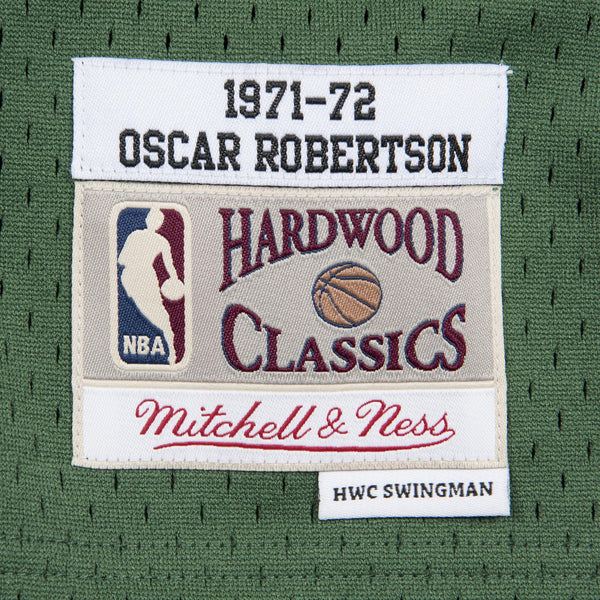 1971-72
OSCAR ROBERTSON
HARDWOOD
CLASSICS
NBA
Mitchell & Ness
HWC SWINGMAN